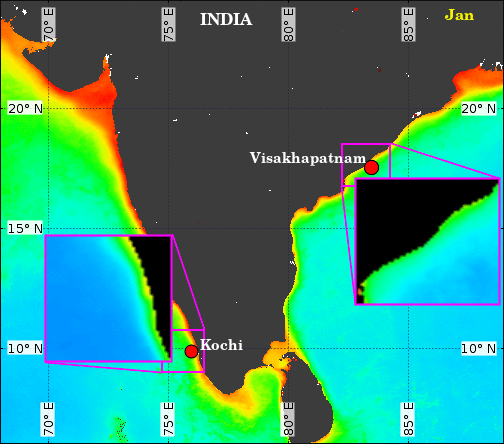 70° E
75° E
80° E
85° E
INDIA
Jan
20° N
20° N
Visakhapatnam
15° N
15° N
10° N
Kochi
10° N
70° E
75° E
80° E
85° E